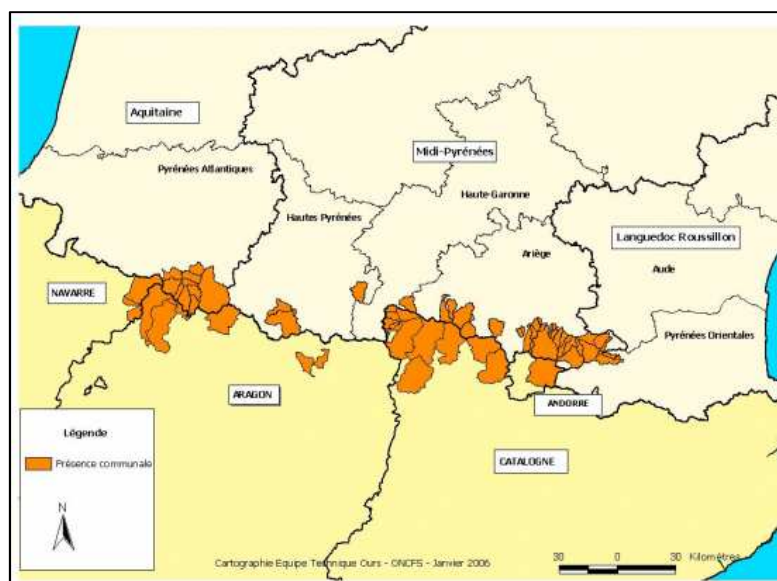 Aquitaine
Midi-Pyrénées
Pyrénées Atlantiques
Haute Garonne
Hautes Pyrénées
Languedoc Roussillon
Ariège
Aude
NAVARRE
Pyrénées Orientales
ARAGON
ANDORRE
Légende
CATALOGNE
Présence communale
N
30 0 30 Kilomètres
Cartographie Equipe Technique Ours - ONCFS - Janvier 2006